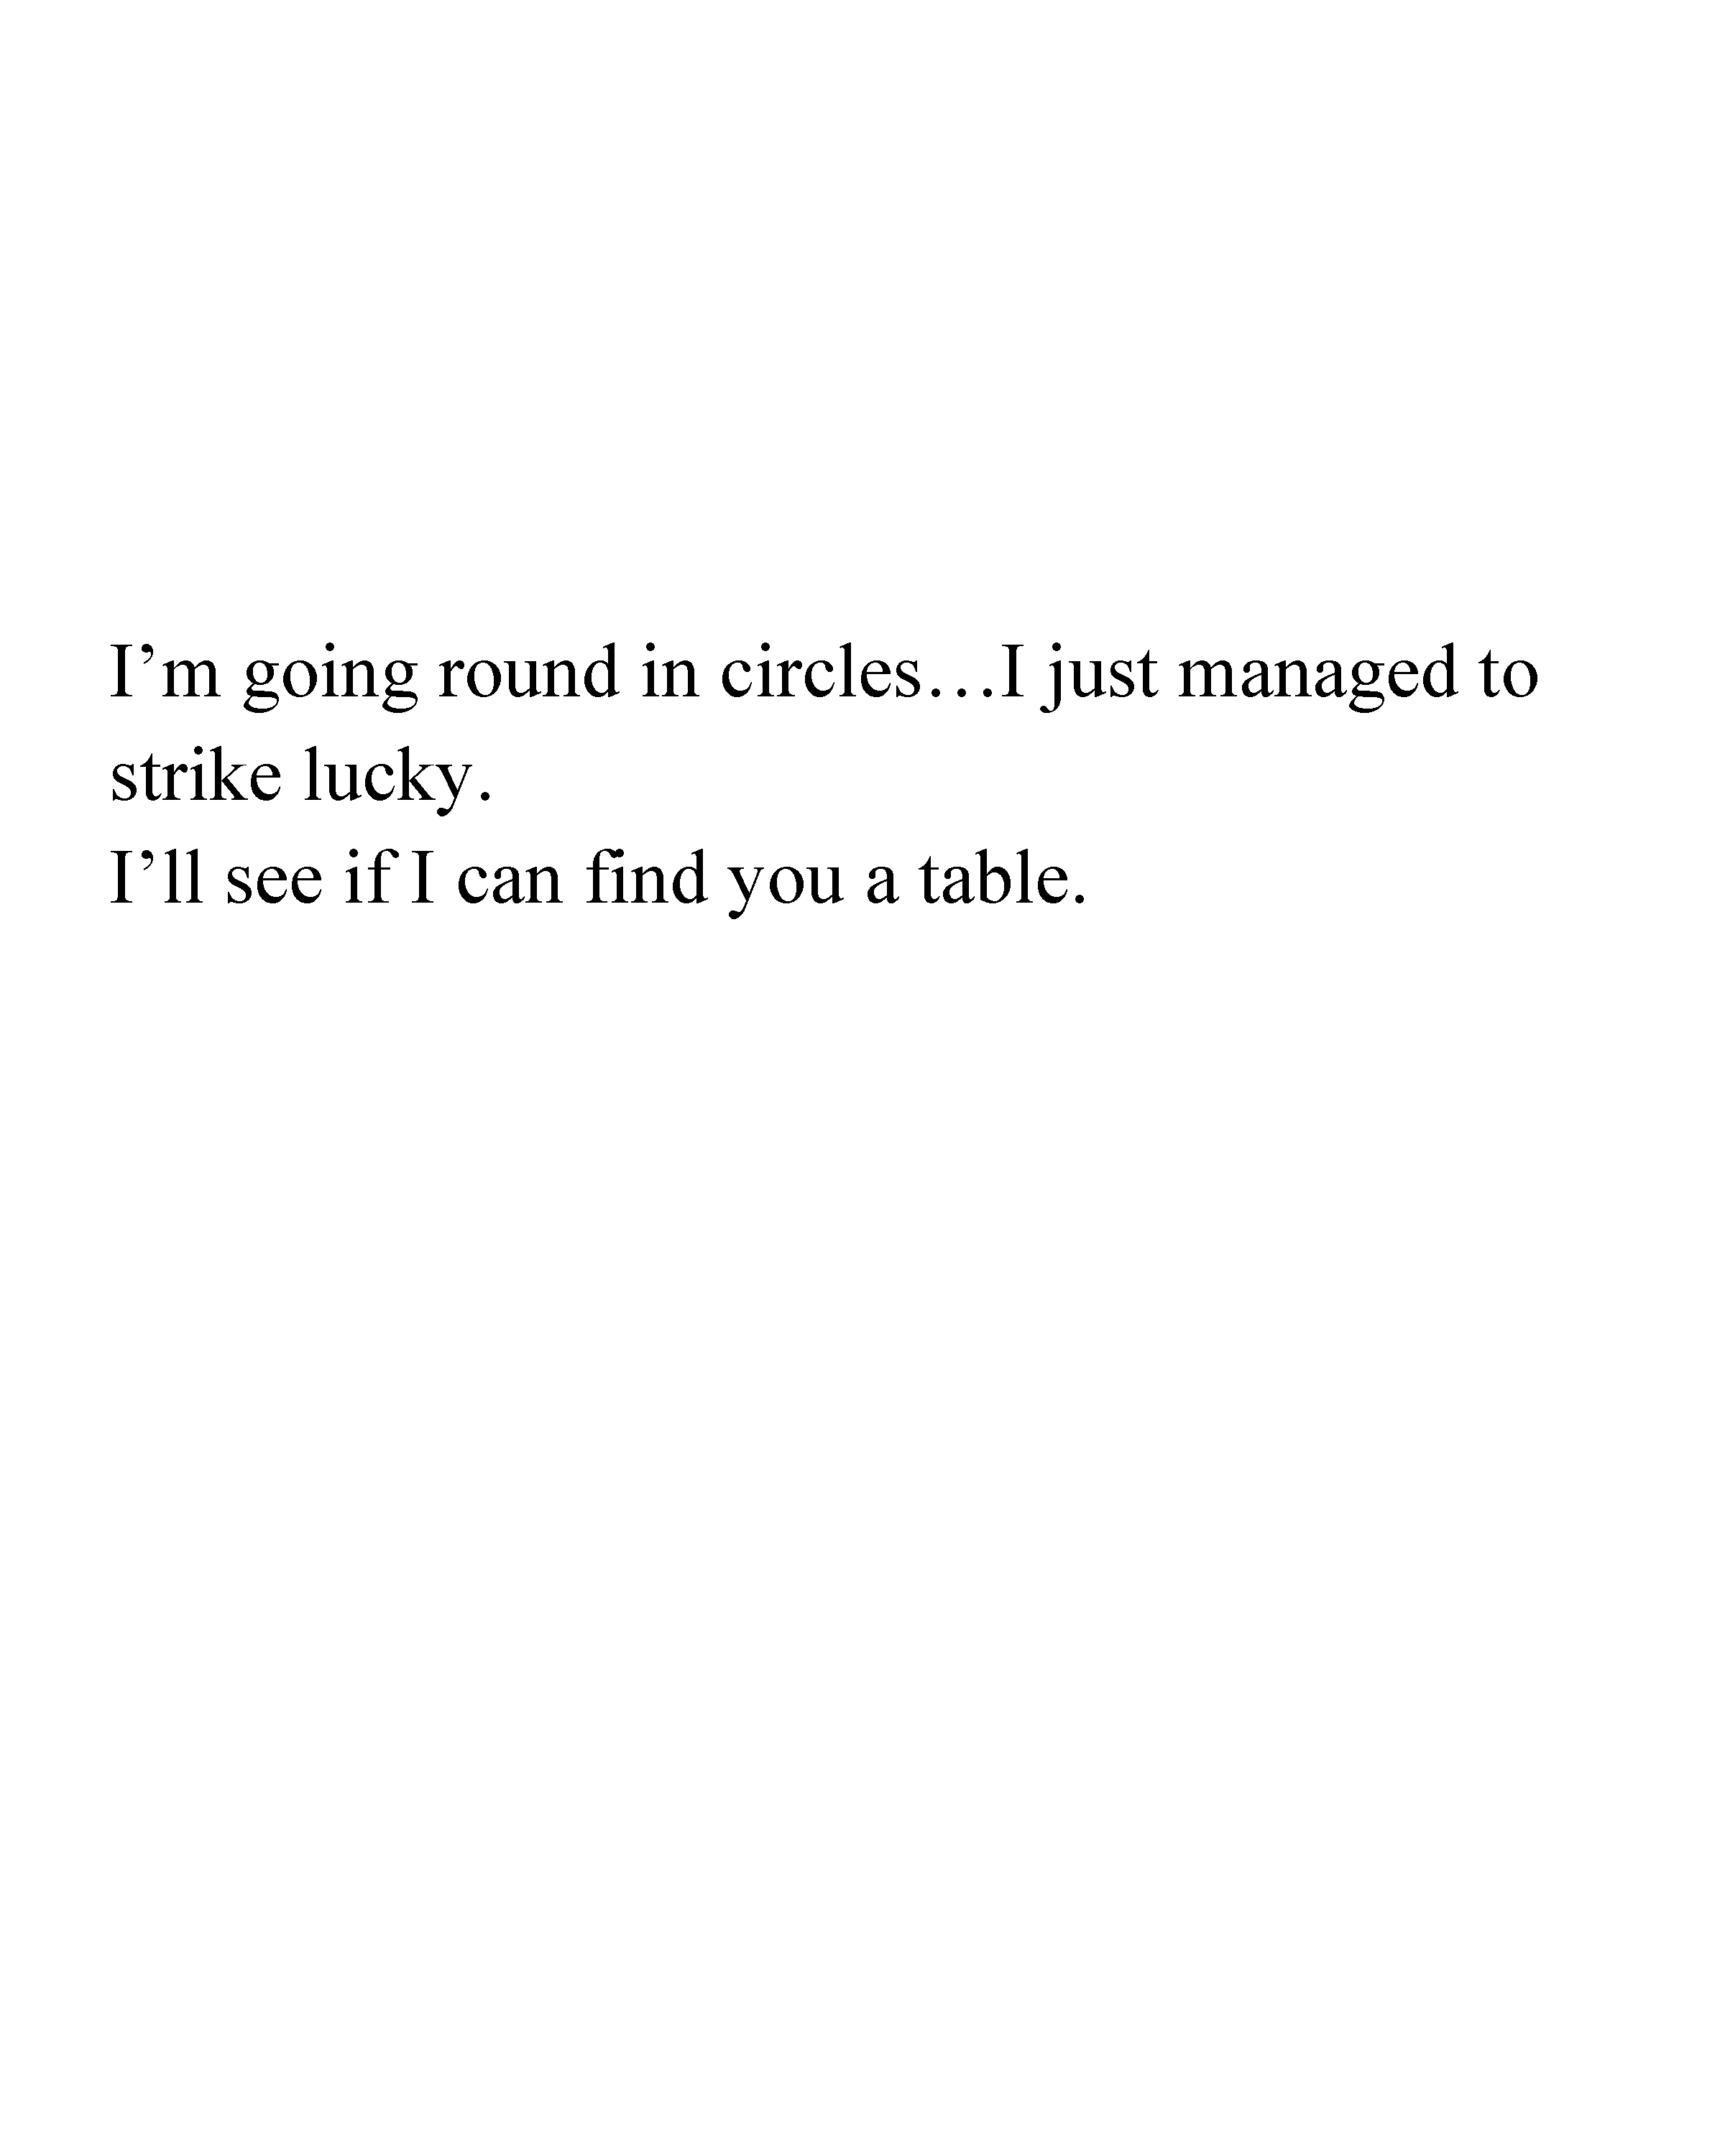 I’m going round in circles…I just managed to
strike lucky.
I’ll see if I can find you a table.